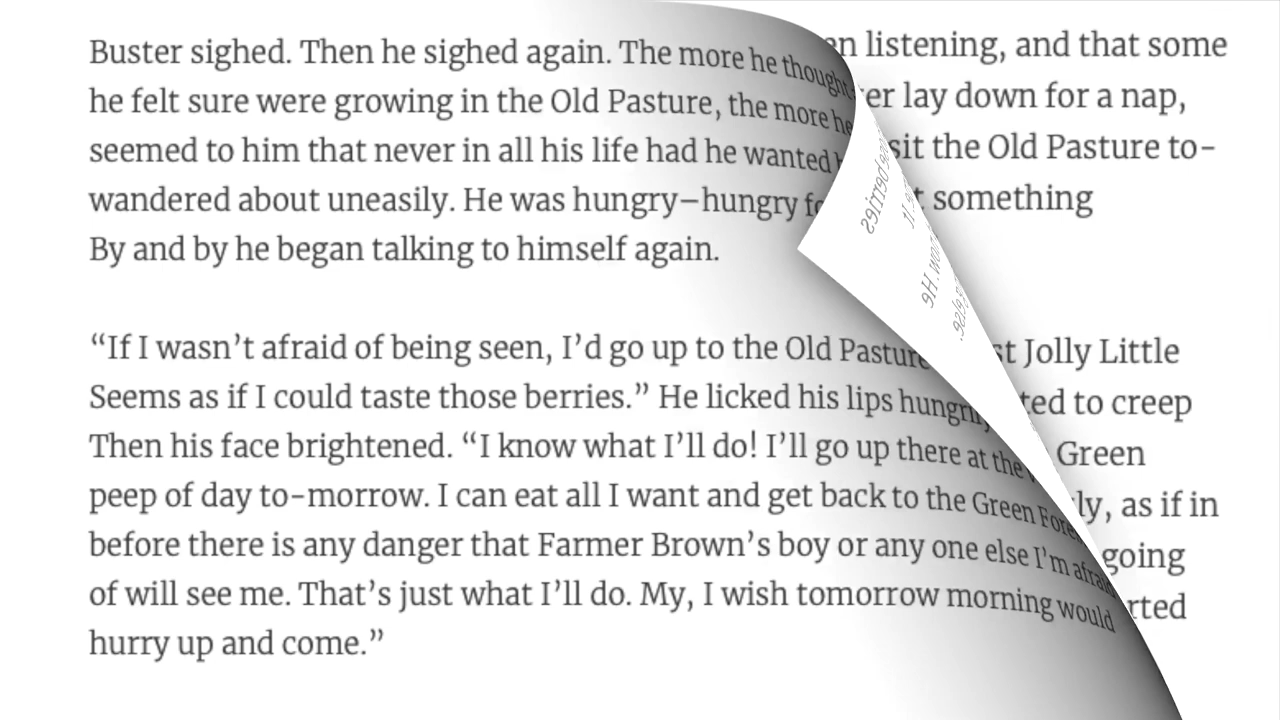 Buster sighed. Then he sighed again. The more he thought
he felt sure were growing in the Old Pasture, the more he
seemed to him that never in all his life had he wanted
wandered about uneasily. He was hungry–hungry
By and by he began talking to himself again.
“If I wasn’t afraid of being seen, I’d go up to the Old Pasture
Seems as if I could taste those berries.” He licked his lips hungrily
Then his face brightened. “I know what I’ll do! I’ll go up there at the
peep of day to-morrow. I can eat all I want and get back to the Green
before there is any danger that Farmer Brown’s boy or any one else I’m afraid
of will see me. That’s just what I’ll do. My, I wish tomorrow morning would
hurry up and come.”
listening, and that some
lay down for a nap,
the Old Pasture to-
something
Jolly Little
to creep
Green
as if in
going